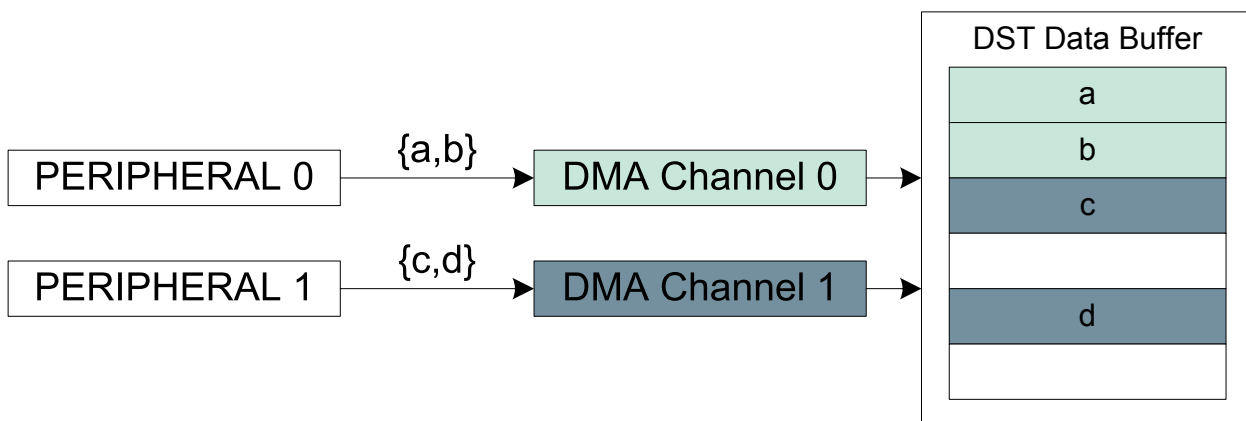 DST Data Buffer
a
b
c
d
PERIPHERAL 0
{a,b}
DMA Channel 0
PERIPHERAL 1
{c,d}
DMA Channel 1